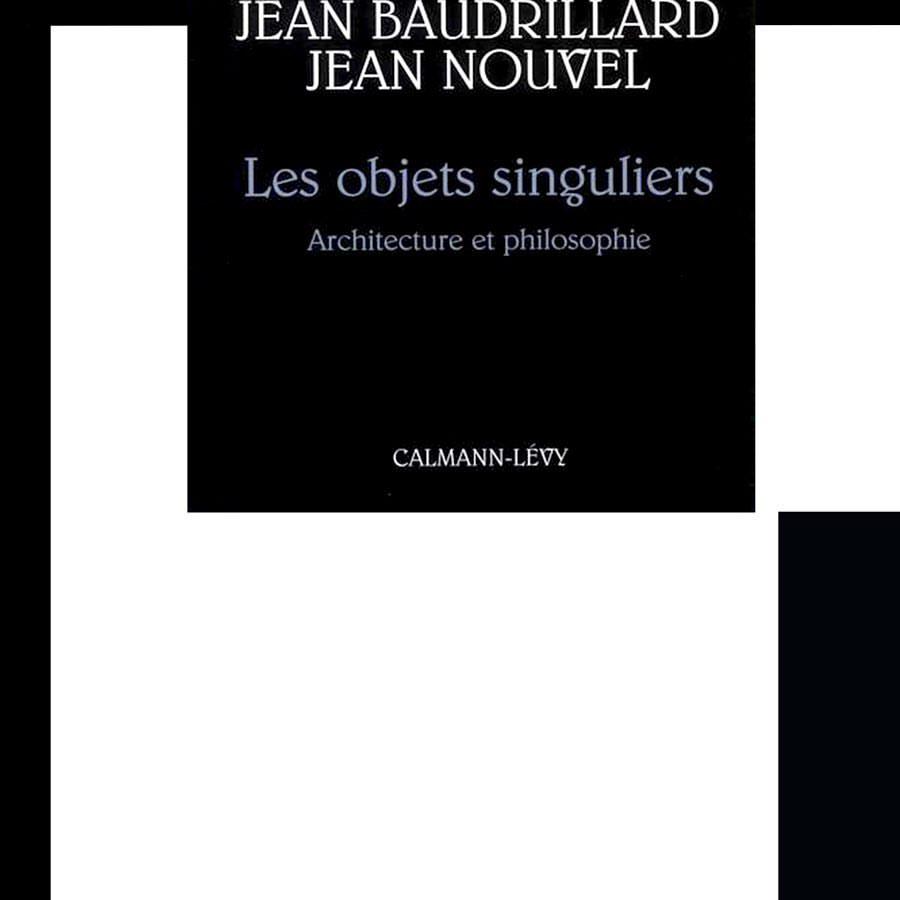 JEAN BAUDRILLARD
JEAN NOUVEL
Les objets singuliers
Architecture et philosophie
CALMANN-LÉVY